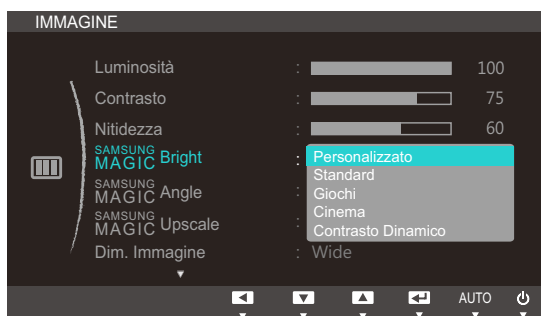 IMMAGINE
Luminosità : 100
Contrasto : 75
Nitidezza : 60
SAMSUNG MAGIC Bright : Personalizzato
Standard
SAMSUNG MAGIC Angle : Giochi
Cinema
SAMSUNG MAGIC Upscale : Contrasto Dinamico
Dim. Immagine : Wide
AUTO